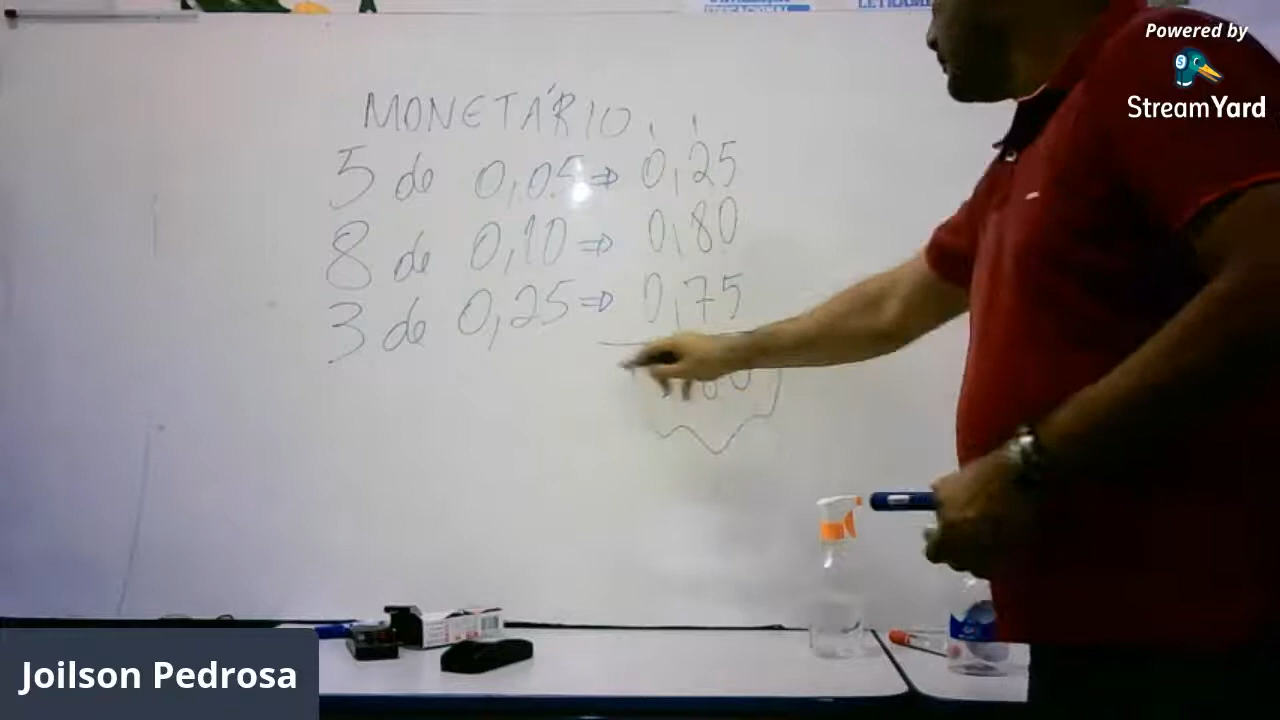 Powered by
StreamYard
MONETÁRIO
5 de 0,05 ⇒ 0,25
8 de 0,10 ⇒ 0,80
3 de 0,25 ⇒ 0,75
Joilson Pedrosa